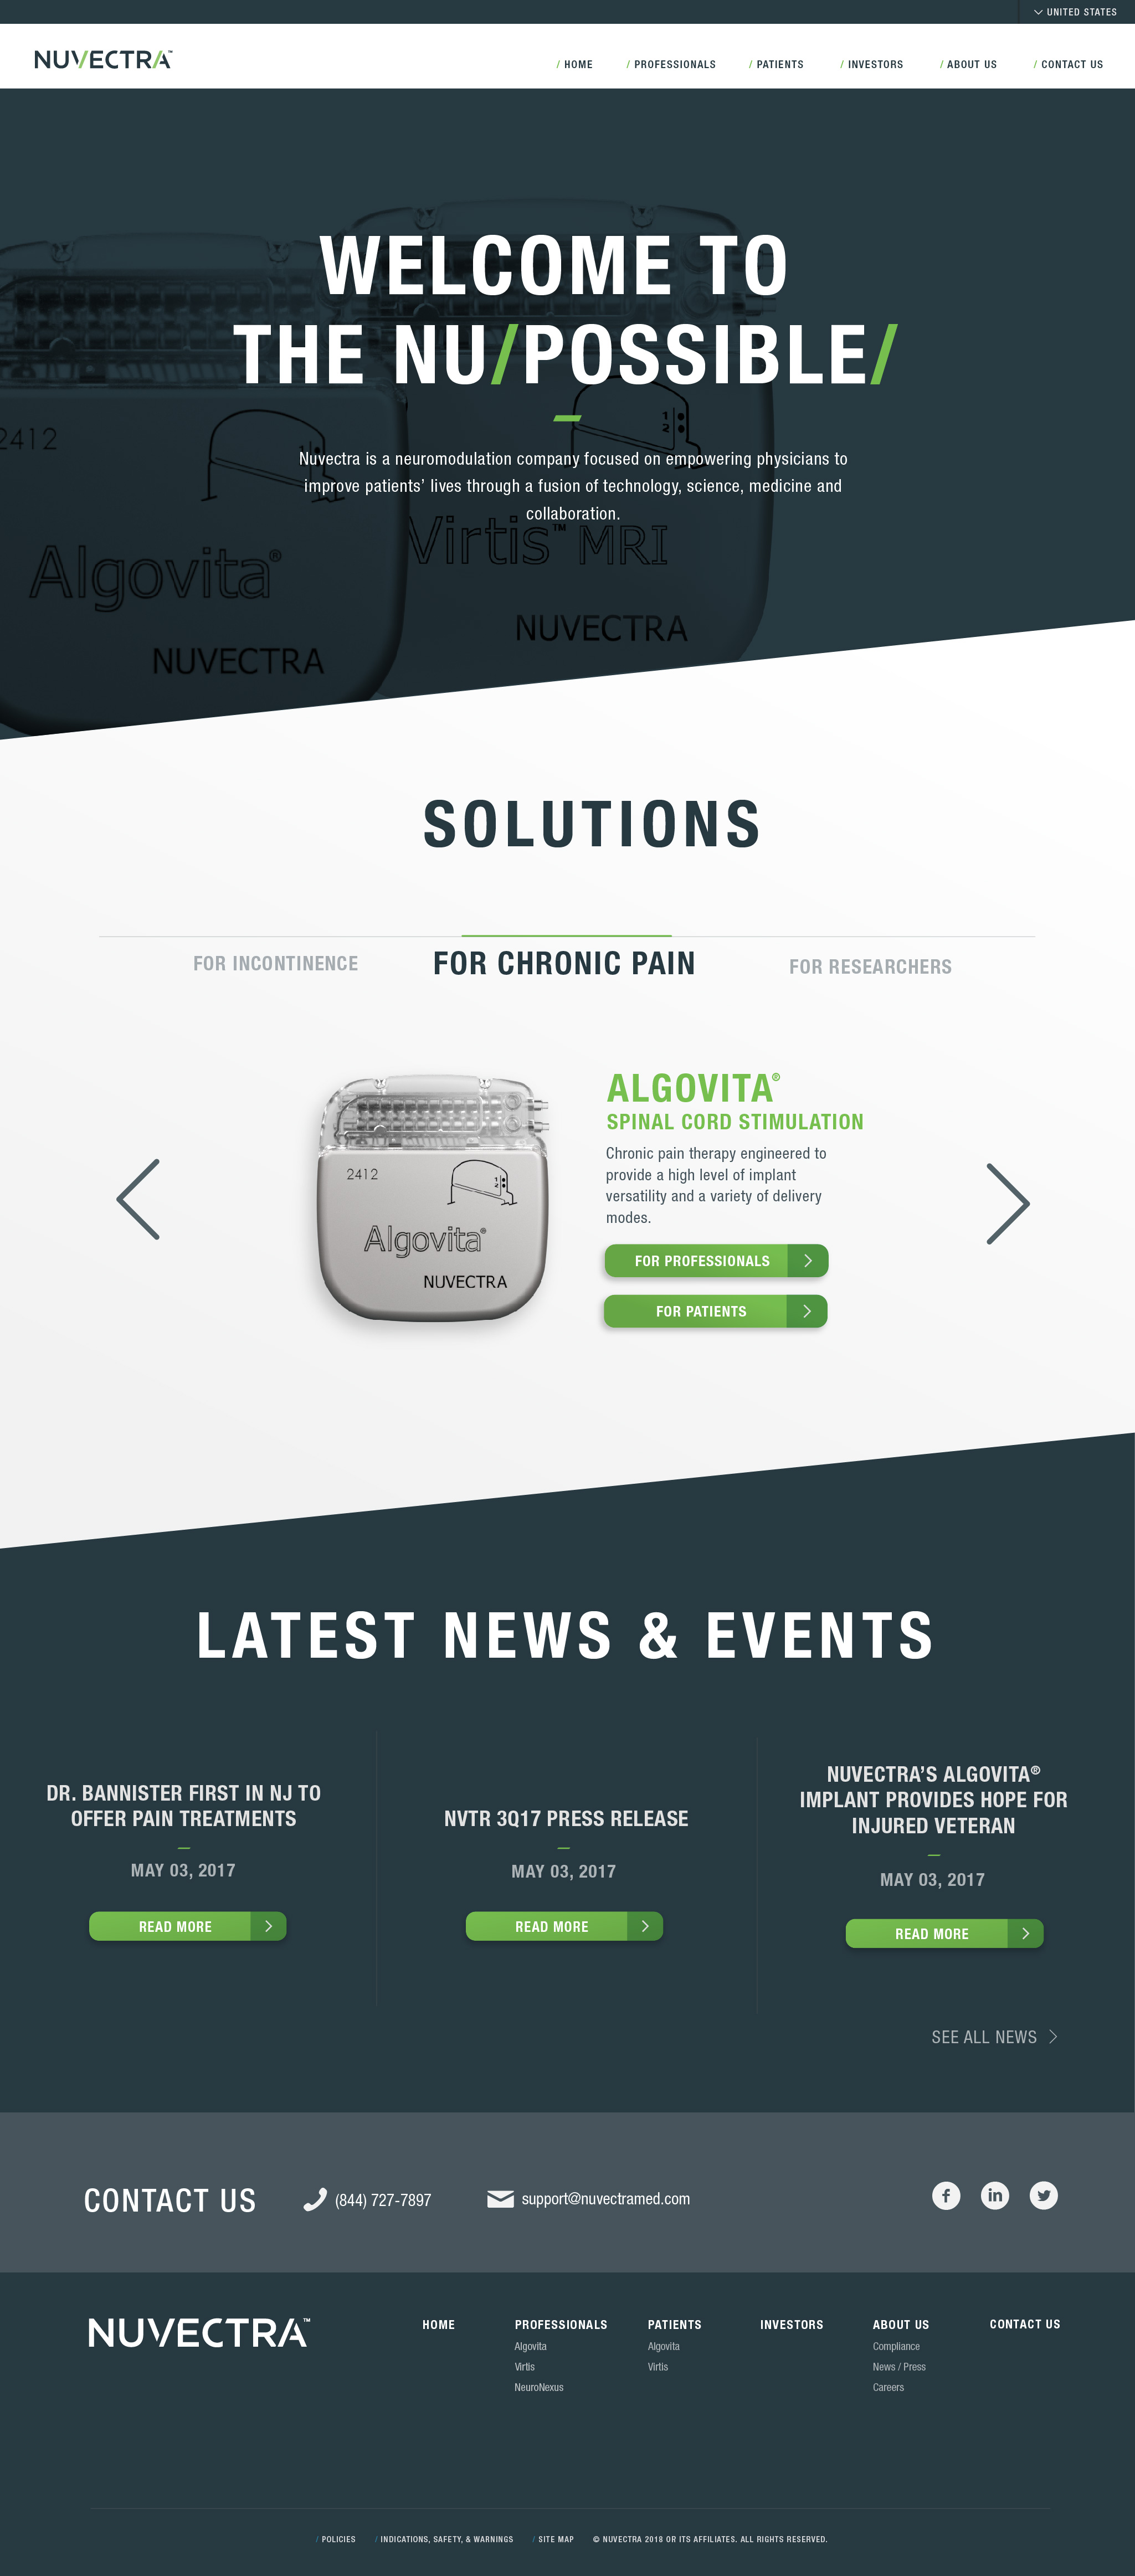 UNITED STATES
NUVECTRA™
/ HOME / PROFESSIONALS / PATIENTS / INVESTORS / ABOUT US / CONTACT US
WELCOME TO
THE NU/POSSIBLE/
Nuvectra is a neuromodulation company focused on empowering physicians to
improve patients’ lives through a fusion of technology, science, medicine and
collaboration.
2412
1
2
Virtis™ MRI
Algovita®
NUVECTRA
NUVECTRA
SOLUTIONS
FOR INCONTINENCE
FOR CHRONIC PAIN
FOR RESEARCHERS
2412
Algovita®
NUVECTRA
ALGOVITA®
SPINAL CORD STIMULATION
Chronic pain therapy engineered to
provide a high level of implant
versatility and a variety of delivery
modes.
FOR PROFESSIONALS
FOR PATIENTS
LATEST NEWS & EVENTS
DR. BANNISTER FIRST IN NJ TO
OFFER PAIN TREATMENTS
MAY 03, 2017
READ MORE
NVTR 3Q17 PRESS RELEASE
MAY 03, 2017
READ MORE
NUVECTRA’S ALGOVITA®
IMPLANT PROVIDES HOPE FOR
INJURED VETERAN
MAY 03, 2017
READ MORE
SEE ALL NEWS
CONTACT US
(844) 727-7897
support@nuvectramed.com
NUVECTRA™
HOME
PROFESSIONALS
Algovita
Virtis
NeuroNexus
PATIENTS
Algovita
Virtis
INVESTORS
ABOUT US
Compliance
News / Press
Careers
CONTACT US
/ POLICIES / INDICATIONS, SAFETY, & WARNINGS / SITE MAP © NUVECTRA 2018 OR ITS AFFILIATES. ALL RIGHTS RESERVED.